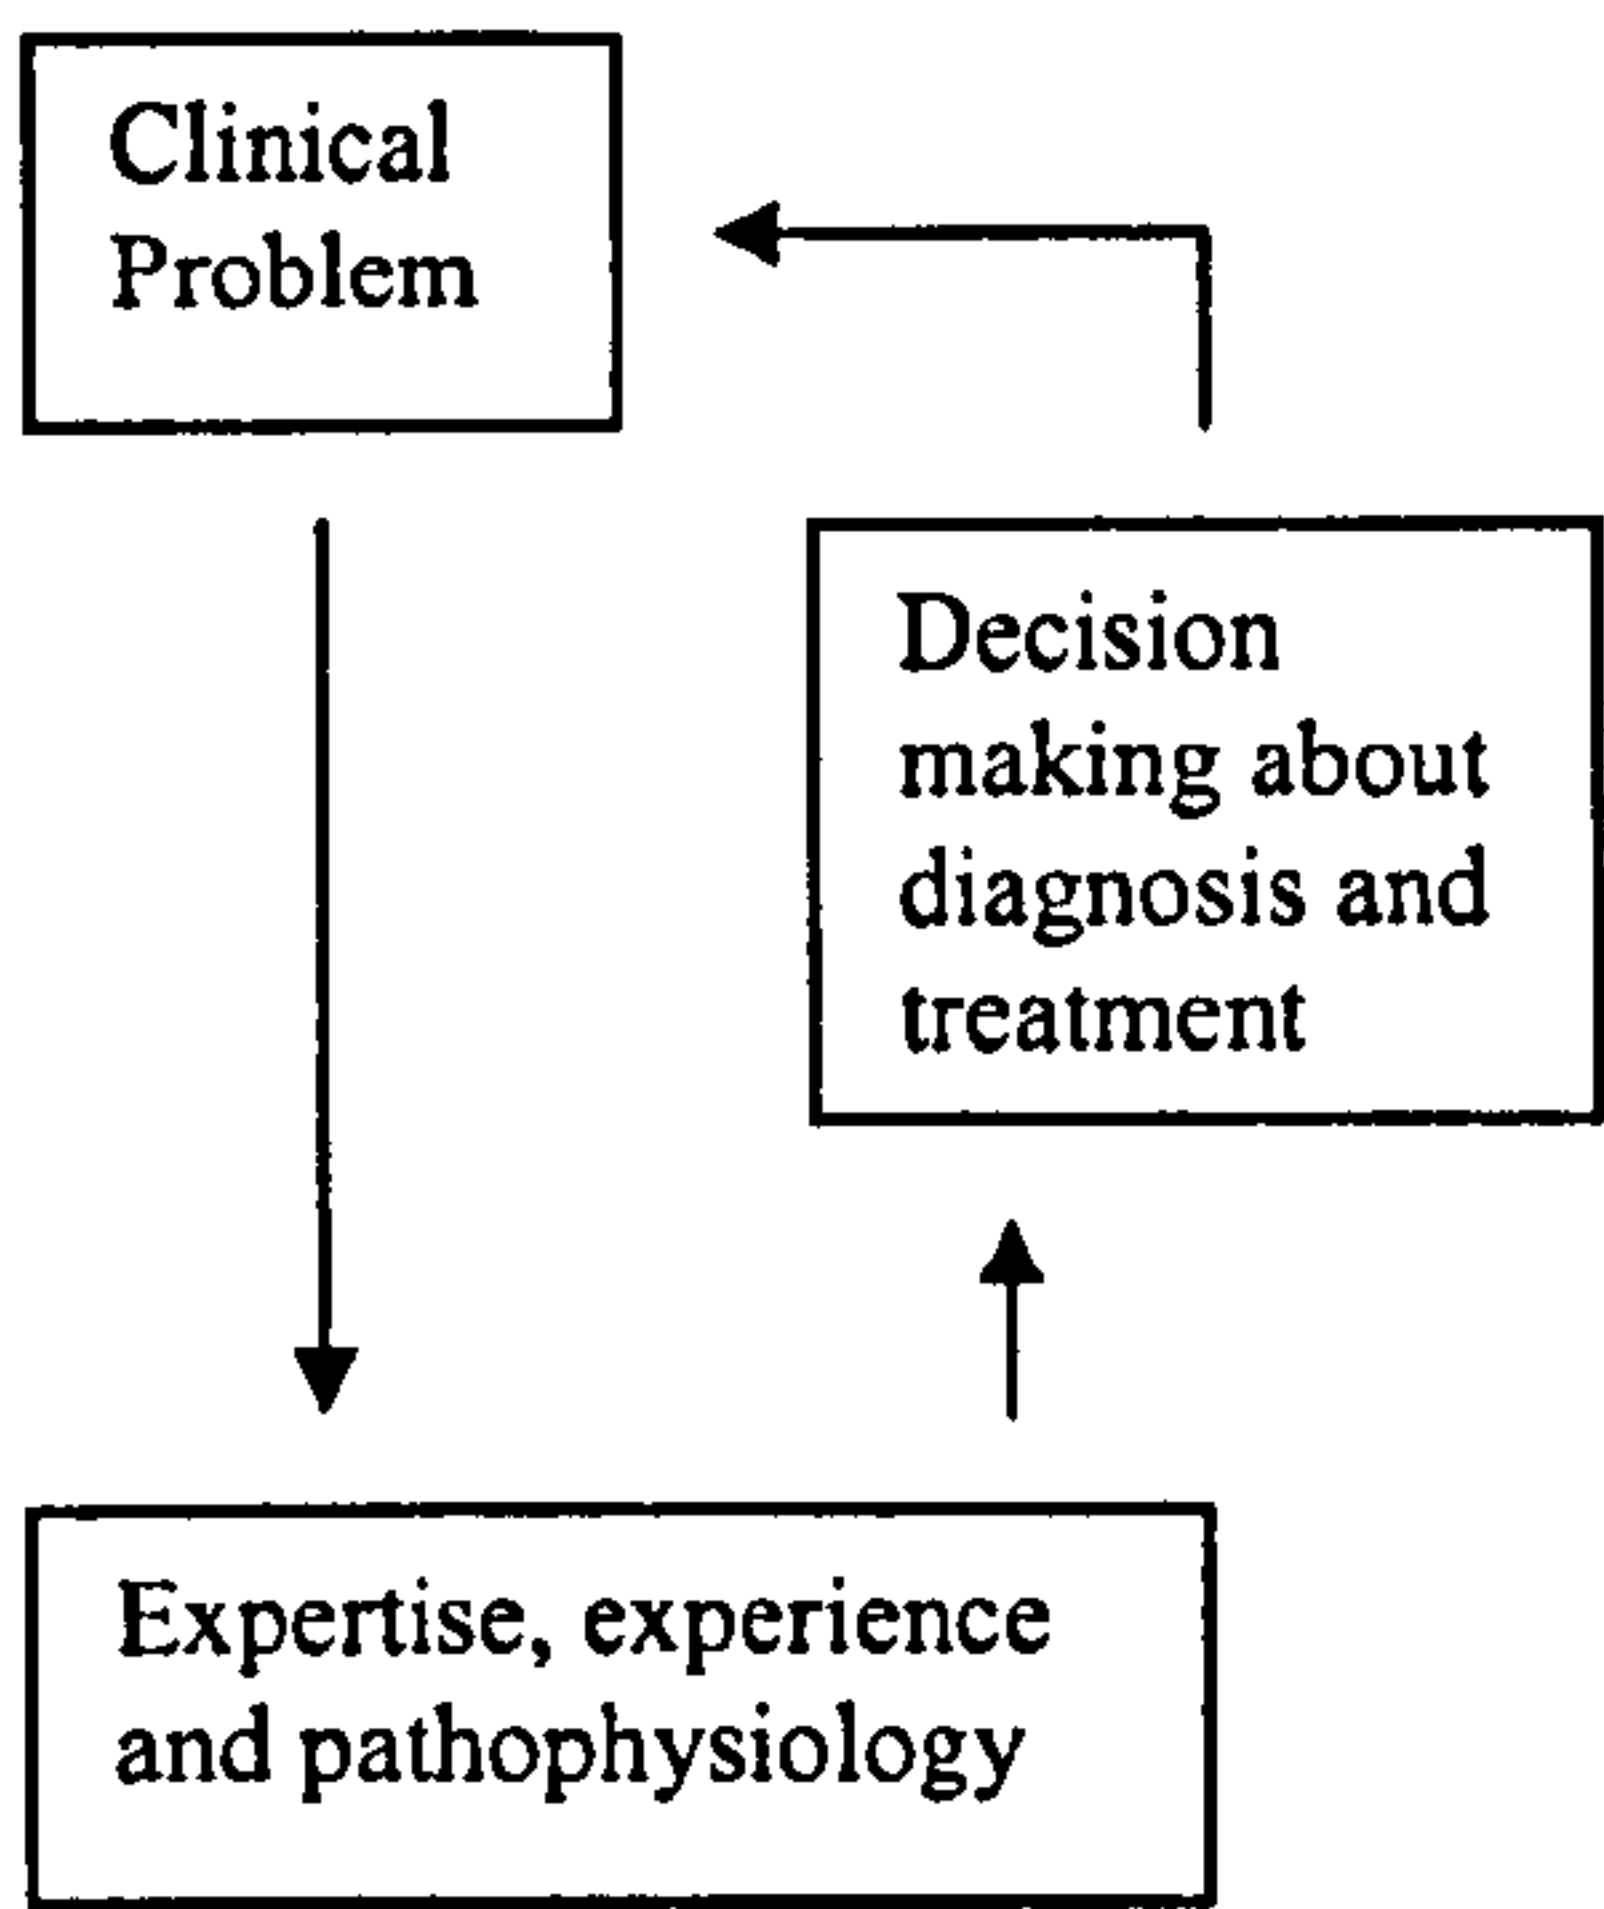 Clinical
Problem
Decision
making about
diagnosis and
treatment
Expertise, experience
and pathophysiology